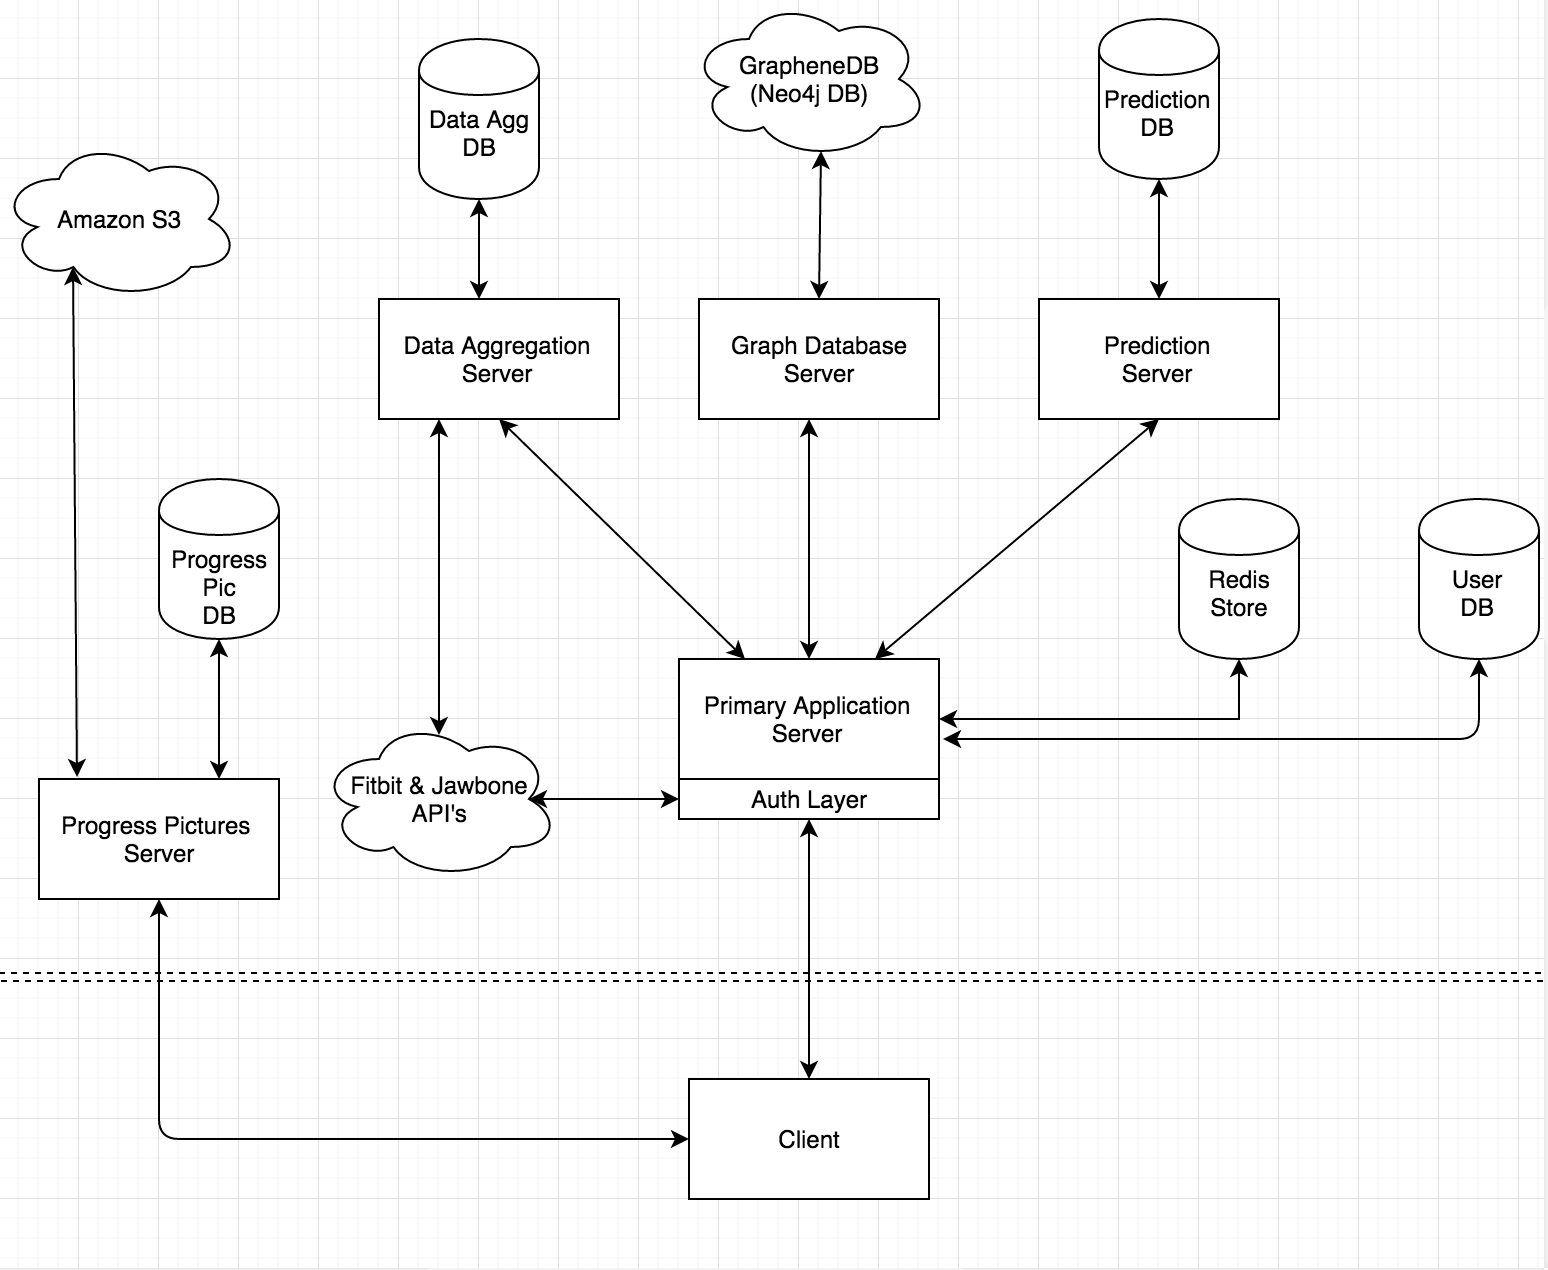 GrapheneDB
(Neo4j DB)
Prediction
DB
Data Agg
DB
Amazon S3
Data Aggregation
Server
Graph Database
Server
Prediction
Server
Progress
Pic
DB
Redis
Store
User
DB
Primary Application
Server
Auth Layer
Fitbit & Jawbone
API's
Progress Pictures
Server
Client